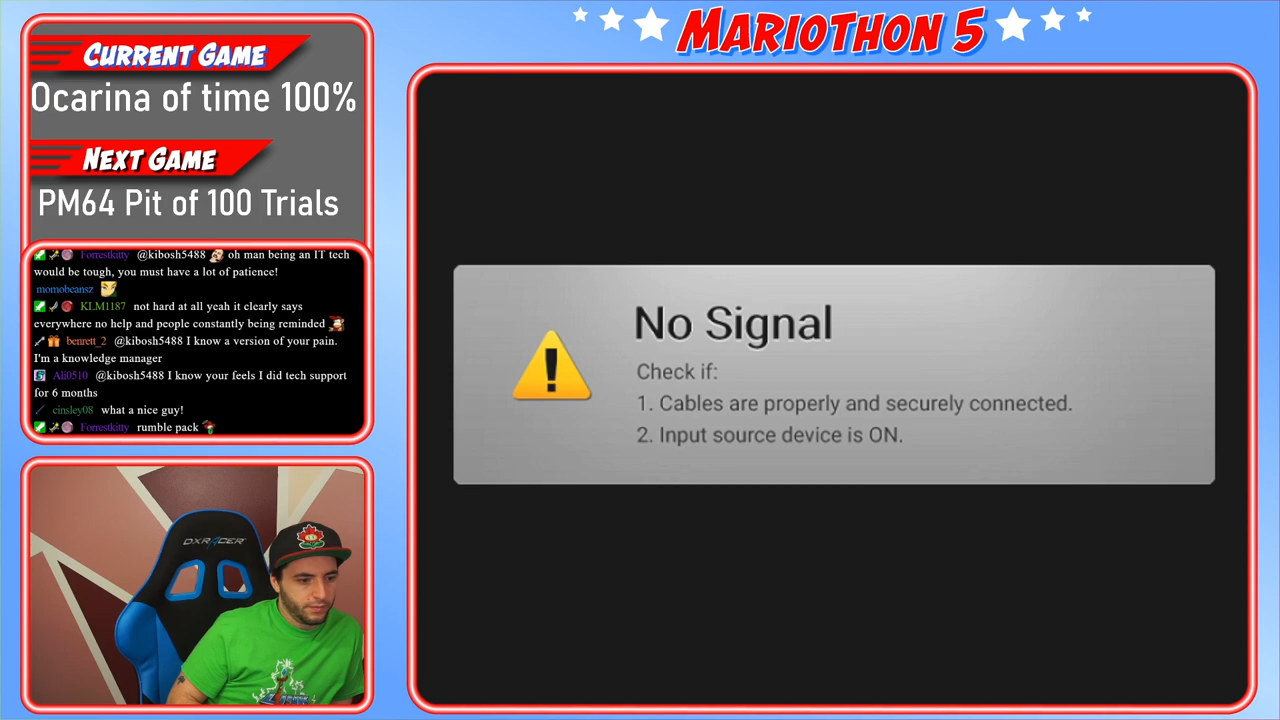 MARIOTHON 5
CURRENT GAME
Ocarina of time 100%
NEXT GAME
PM64 Pit of 100 Trials
Forrestkitty @kibosh5488 oh man being an IT tech
would be tough, you must have a lot of patience!
momobeansz
KLM1187 not hard at all yeah it clearly says
everywhere no help and people constantly being reminded
benrett_2 @kibosh5488 I know a version of your pain.
I'm a knowledge manager
Ali0510 @kibosh5488 I know your feels I did tech support
for 6 months
cinsley08 what a nice guy!
Forrestkitty rumble pack
No Signal
Check if:
1. Cables are properly and securely connected.
2. Input source device is ON.
DXRACER